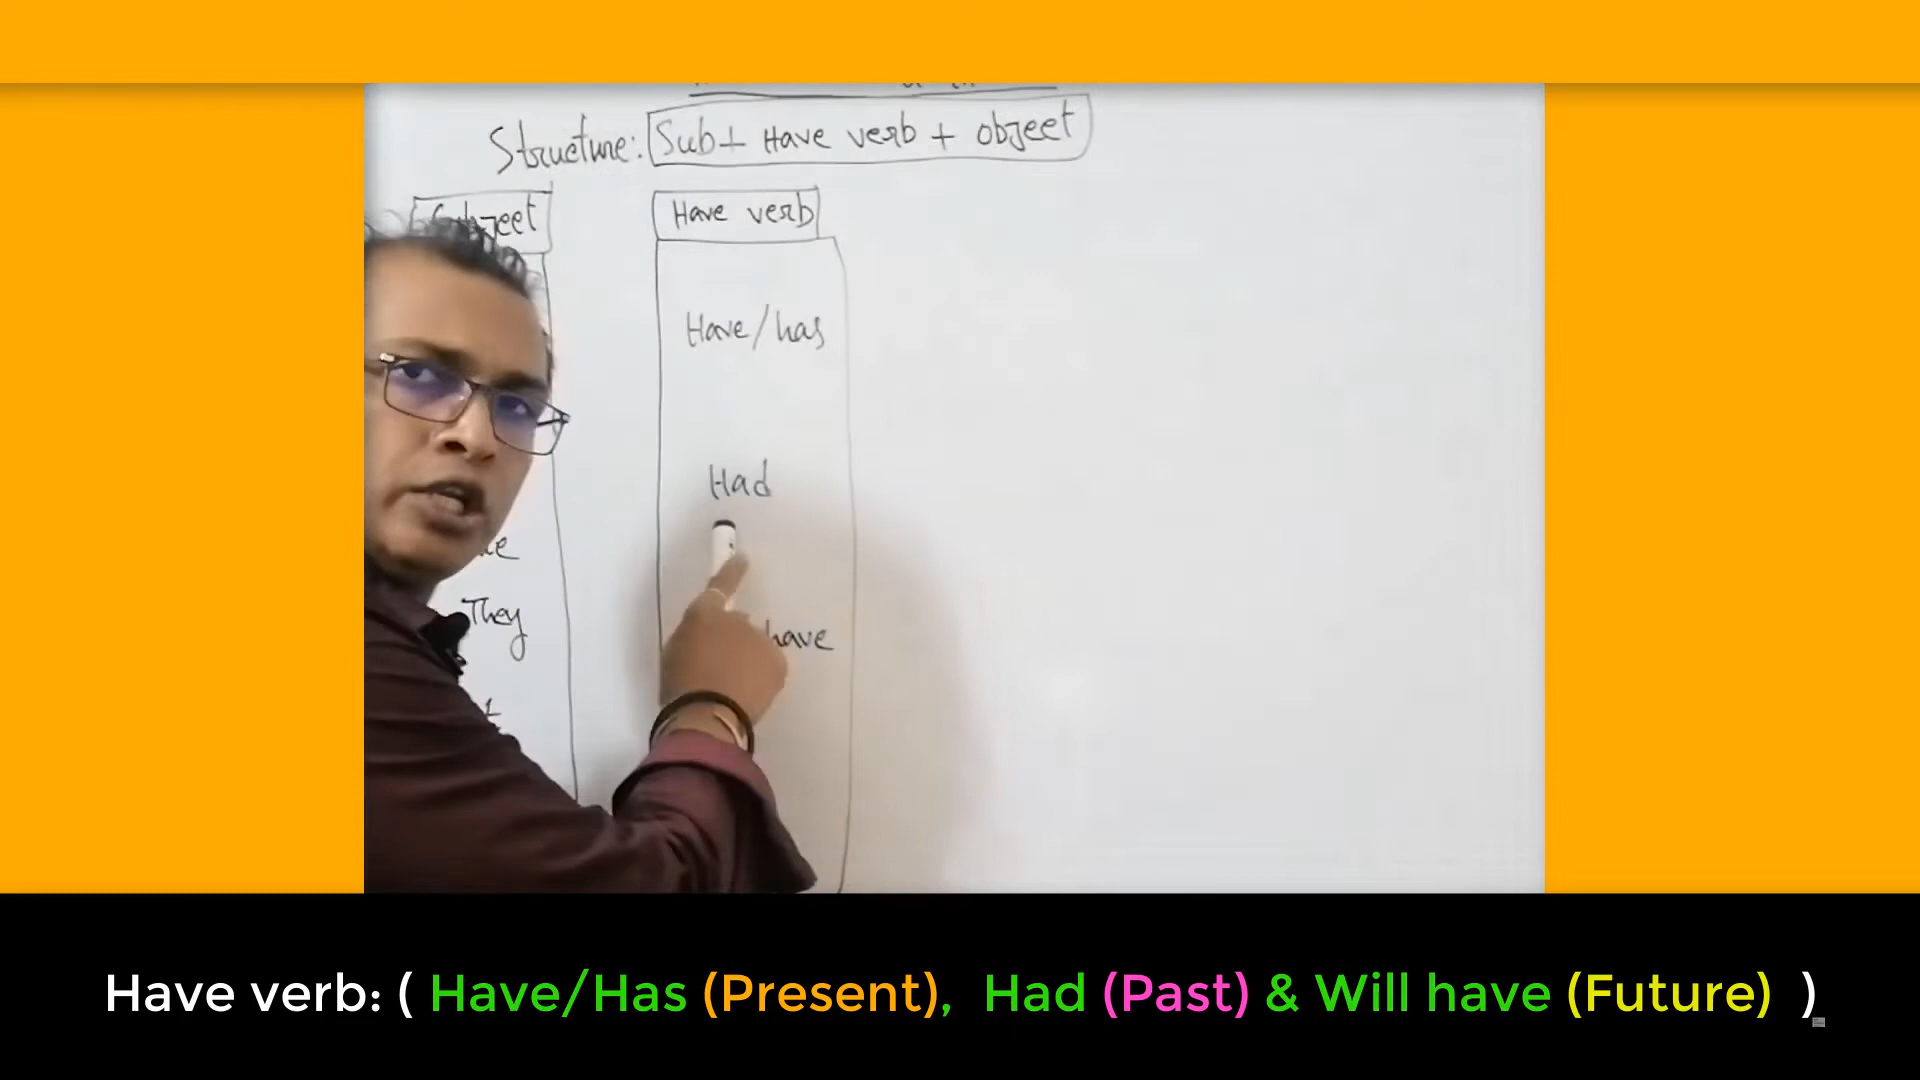 Structure: Sub + Have verb + object
Subject
Have verb
Have/has
Had
They
have
Have verb: ( Have/Has (Present), Had (Past) & Will have (Future) )